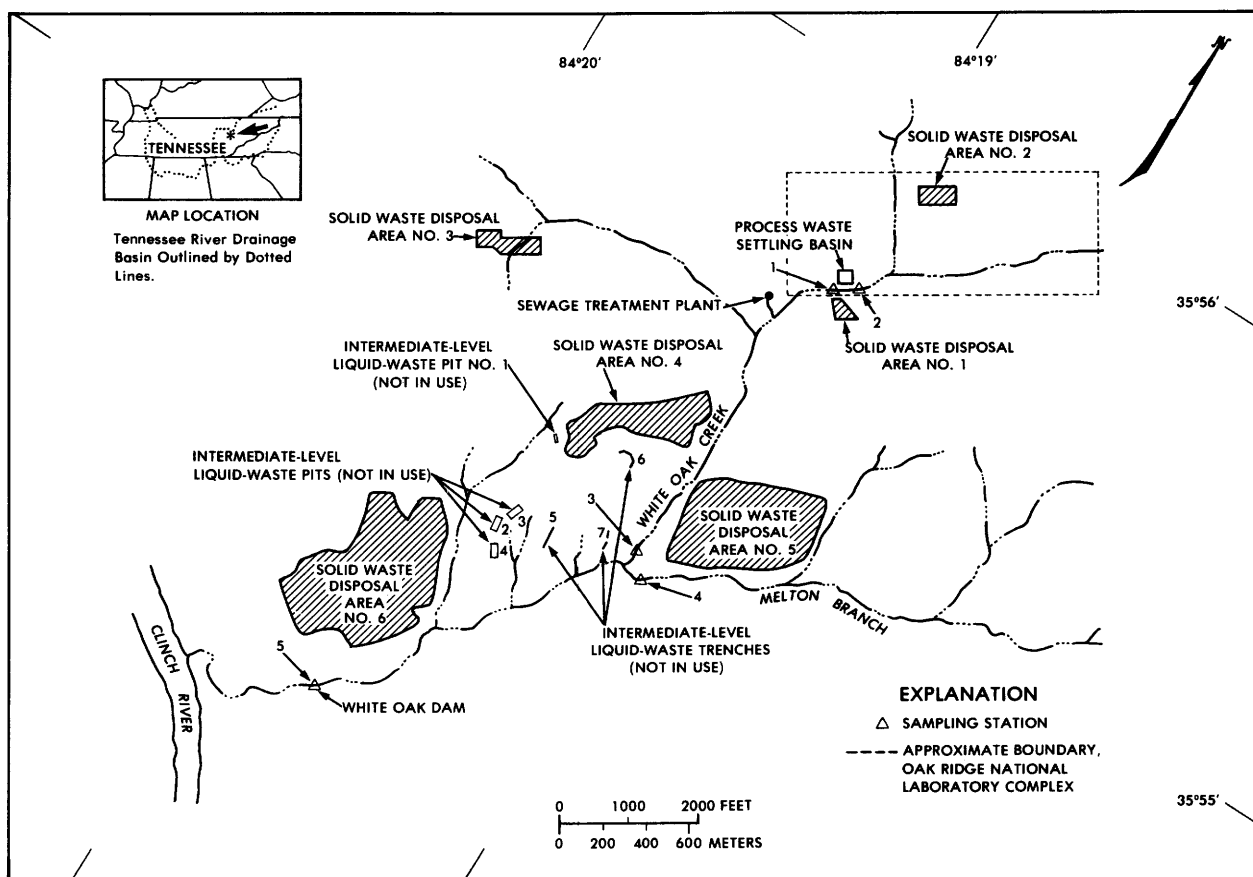 84°20'
84°19'
N
TENNESSEE
MAP LOCATION
Tennessee River Drainage
Basin Outlined by Dotted
Lines.
SOLID WASTE DISPOSAL
AREA NO. 2
SOLID WASTE DISPOSAL
AREA NO. 3
PROCESS WASTE
SETTLING BASIN
1
2
SEWAGE TREATMENT PLANT
35°56'
SOLID WASTE DISPOSAL
AREA NO. 1
INTERMEDIATE-LEVEL
LIQUID-WASTE PIT NO. 1
(NOT IN USE)
SOLID WASTE DISPOSAL
AREA NO. 4
WHITE OAK CREEK
INTERMEDIATE-LEVEL
LIQUID-WASTE PITS (NOT IN USE)
6
3
2
4
5
7
3
SOLID WASTE
DISPOSAL
AREA NO. 5
SOLID WASTE
DISPOSAL
AREA
NO. 6
4
MELTON BRANCH
INTERMEDIATE-LEVEL
LIQUID-WASTE TRENCHES
(NOT IN USE)
CLINCH RIVER
5
WHITE OAK DAM
EXPLANATION
SAMPLING STATION
APPROXIMATE BOUNDARY,
OAK RIDGE NATIONAL
LABORATORY COMPLEX
0 1000 2000 FEET
0 200 400 600 METERS
35°55'